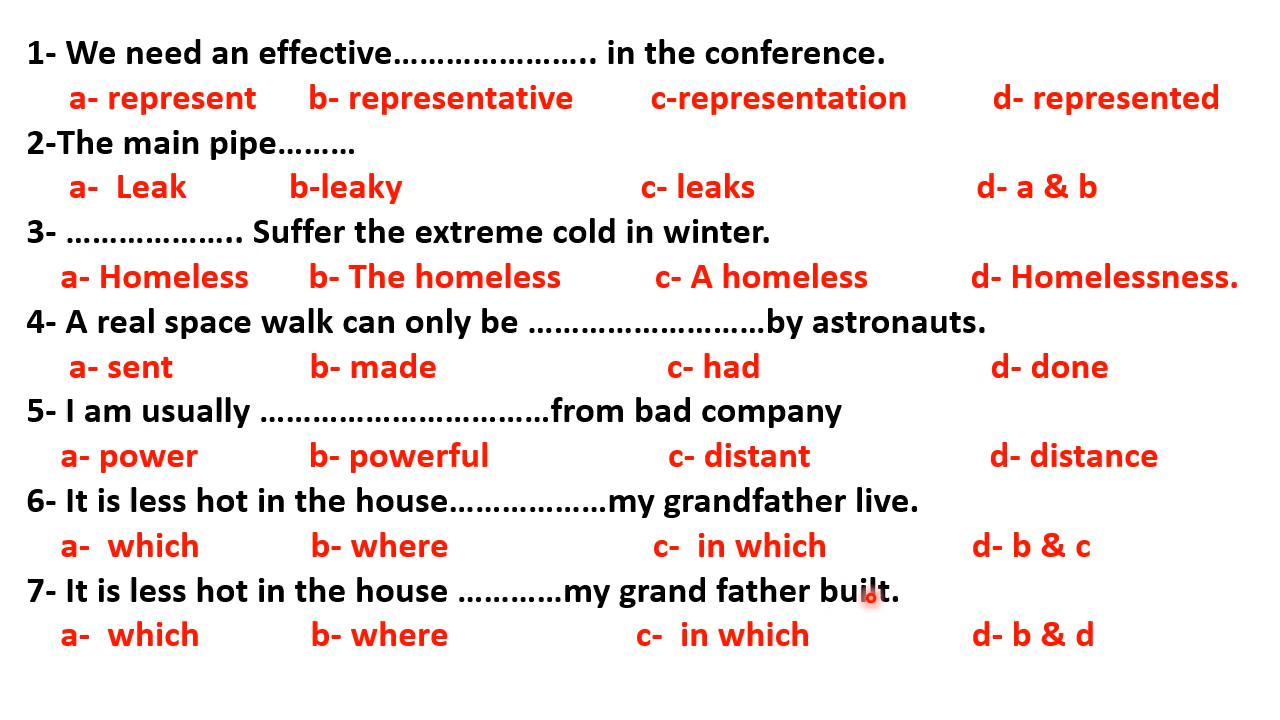 1- We need an effective………………….. in the conference.
a- represent b- representative c-representation d- represented
2-The main pipe………
a- Leak b-leaky c- leaks d- a & b
3- ……………….. Suffer the extreme cold in winter.
a- Homeless b- The homeless c- A homeless d- Homelessness.
4- A real space walk can only be ………………………by astronauts.
a- sent b- made c- had d- done
5- I am usually ……………………………from bad company
a- power b- powerful c- distant d- distance
6- It is less hot in the house………………my grandfather live.
a- which b- where c- in which d- b & c
7- It is less hot in the house …………my grand father built.
a- which b- where c- in which d- b & d